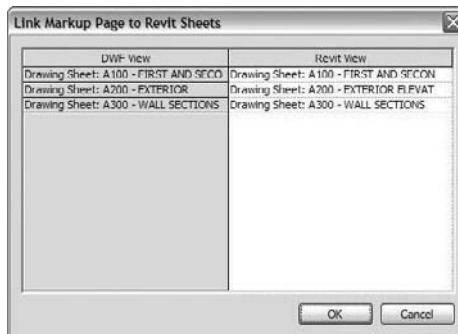 Link Markup Page to Revit Sheets
DWF View Revit View
Drawing Sheet: A100 - FIRST AND SECO Drawing Sheet: A100 - FIRST AND SECON
Drawing Sheet: A200 - EXTERIOR Drawing Sheet: A200 - EXTERIOR ELEVAT
Drawing Sheet: A300 - WALL SECTIONS Drawing Sheet: A300 - WALL SECTIONS
OK Cancel